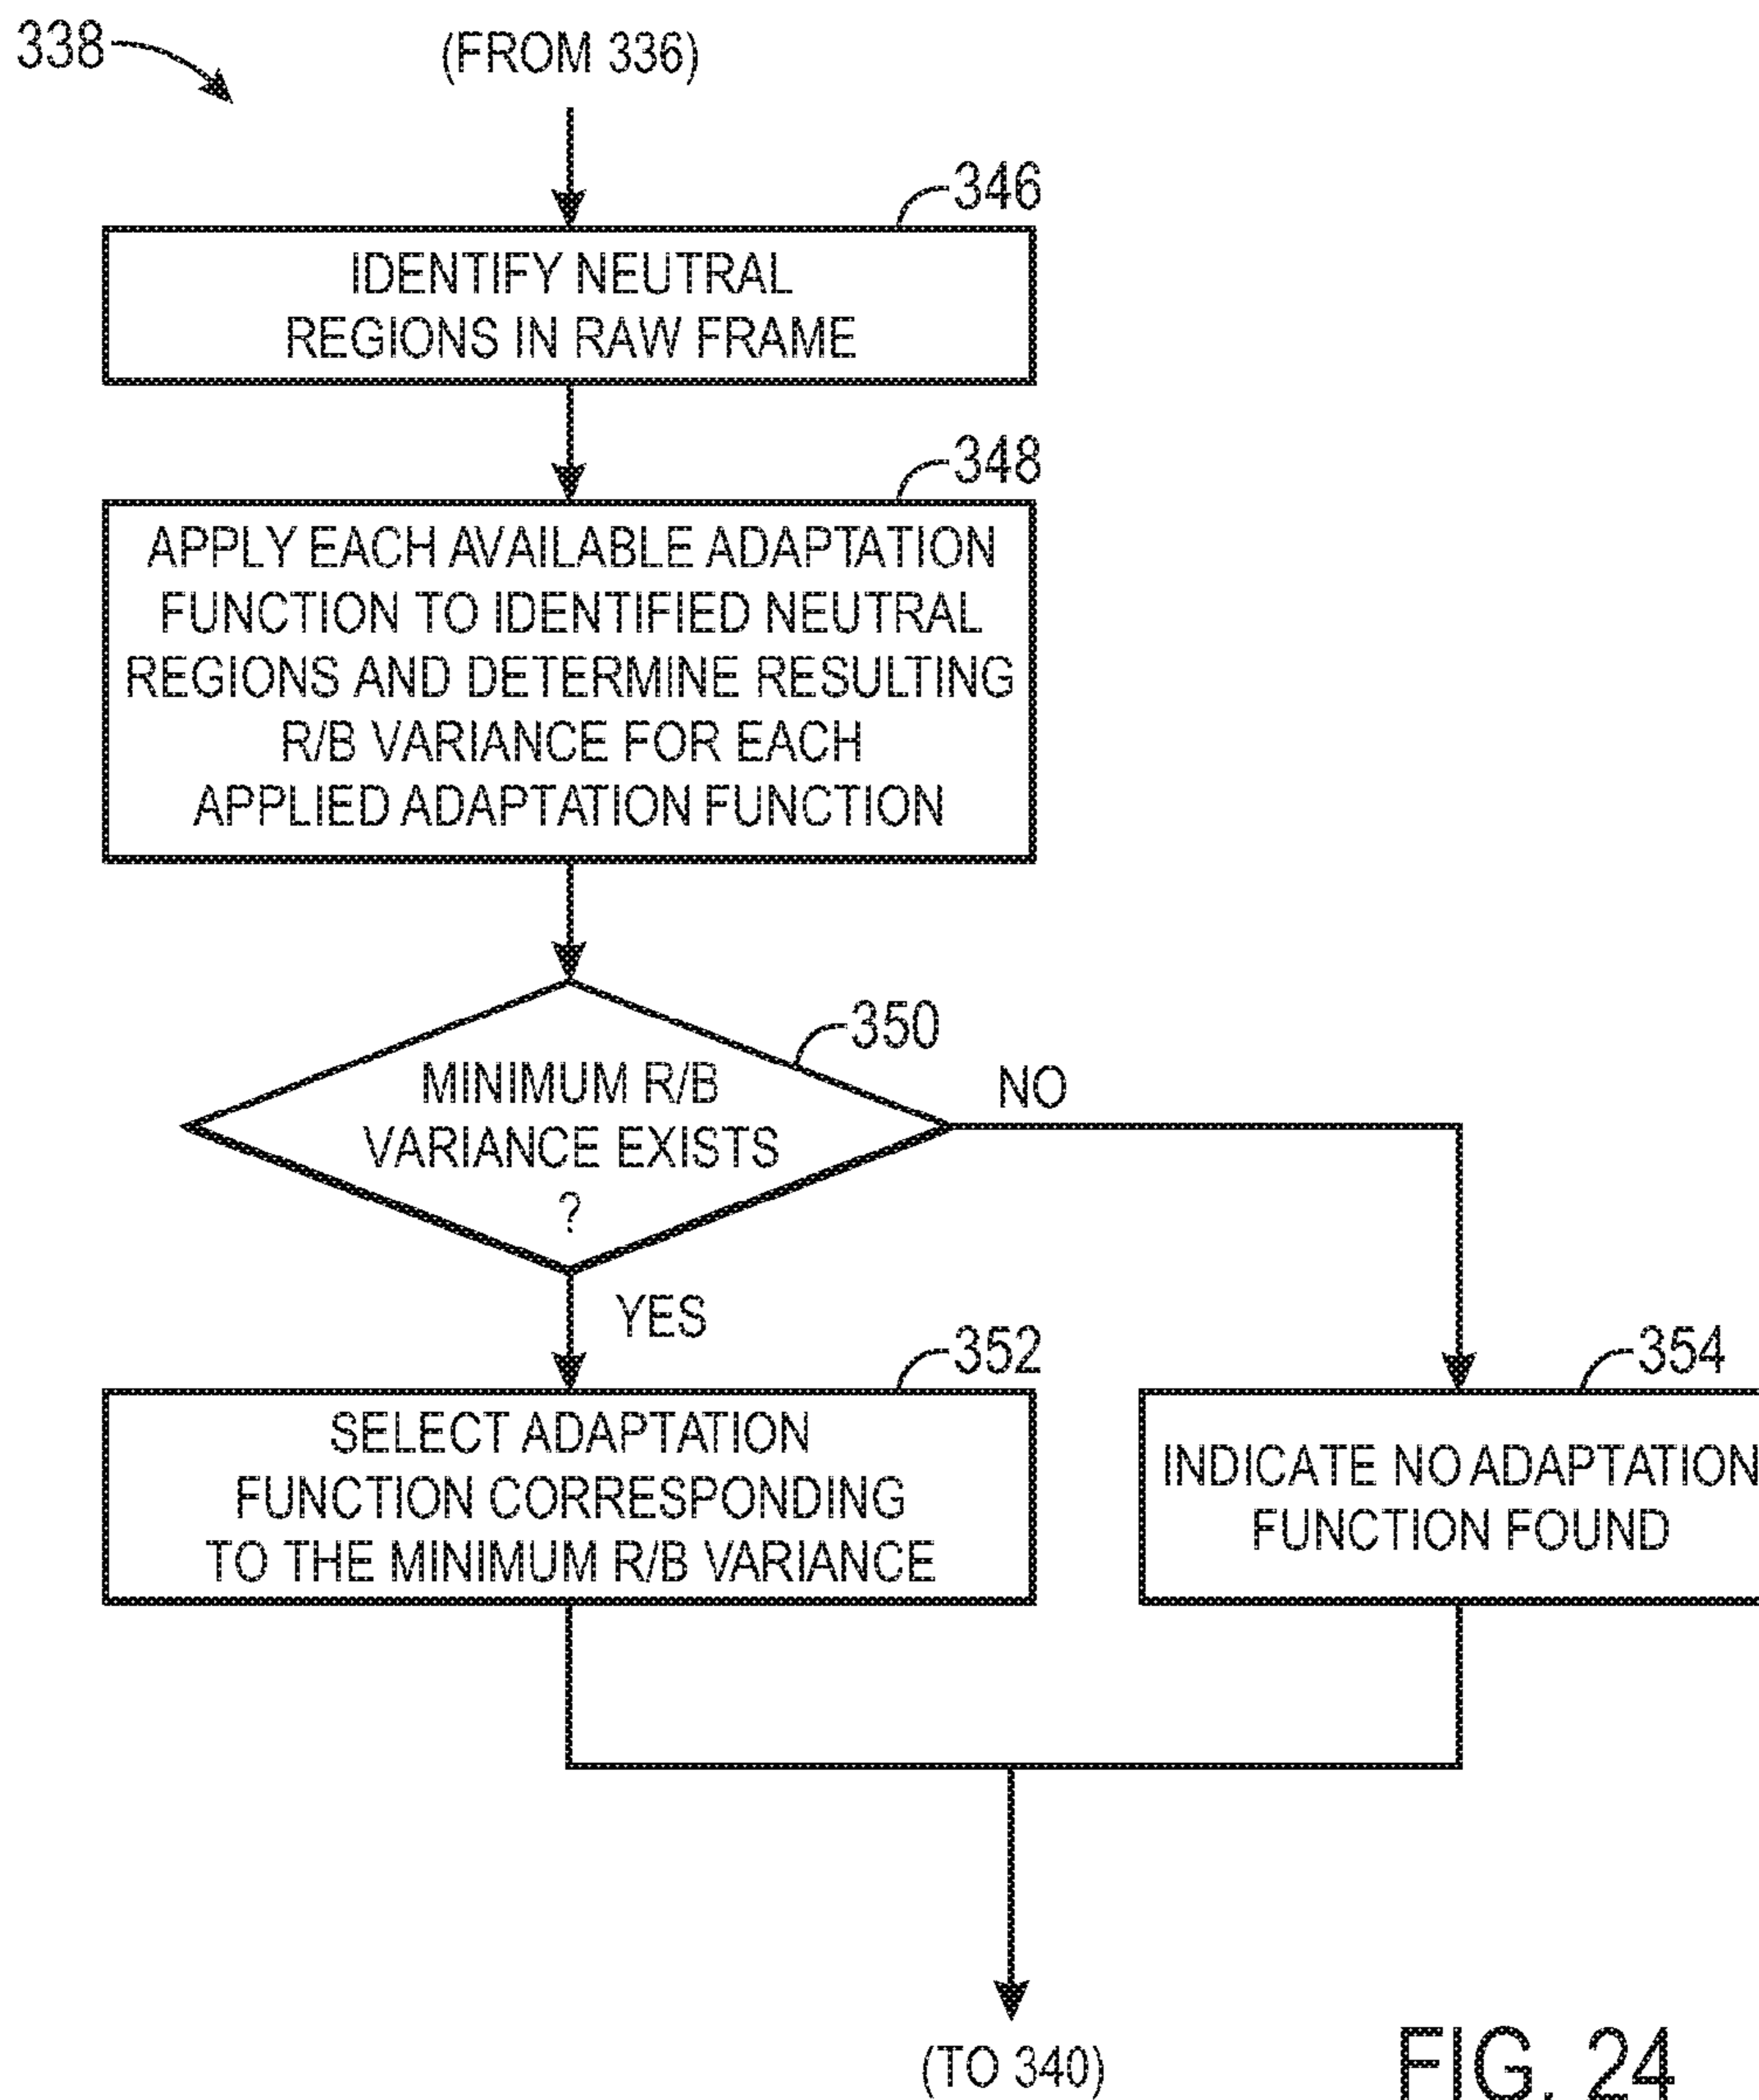 338
(FROM 336)
346
IDENTIFY NEUTRAL
REGIONS IN RAW FRAME
348
APPLY EACH AVAILABLE ADAPTATION
FUNCTION TO IDENTIFIED NEUTRAL
REGIONS AND DETERMINE RESULTING
R/B VARIANCE FOR EACH
APPLIED ADAPTATION FUNCTION
350
MINIMUM R/B
VARIANCE EXISTS
?
NO
YES
352
SELECT ADAPTATION
FUNCTION CORRESPONDING
TO THE MINIMUM R/B VARIANCE
354
INDICATE NO ADAPTATION
FUNCTION FOUND
(TO 340)
FIG. 24